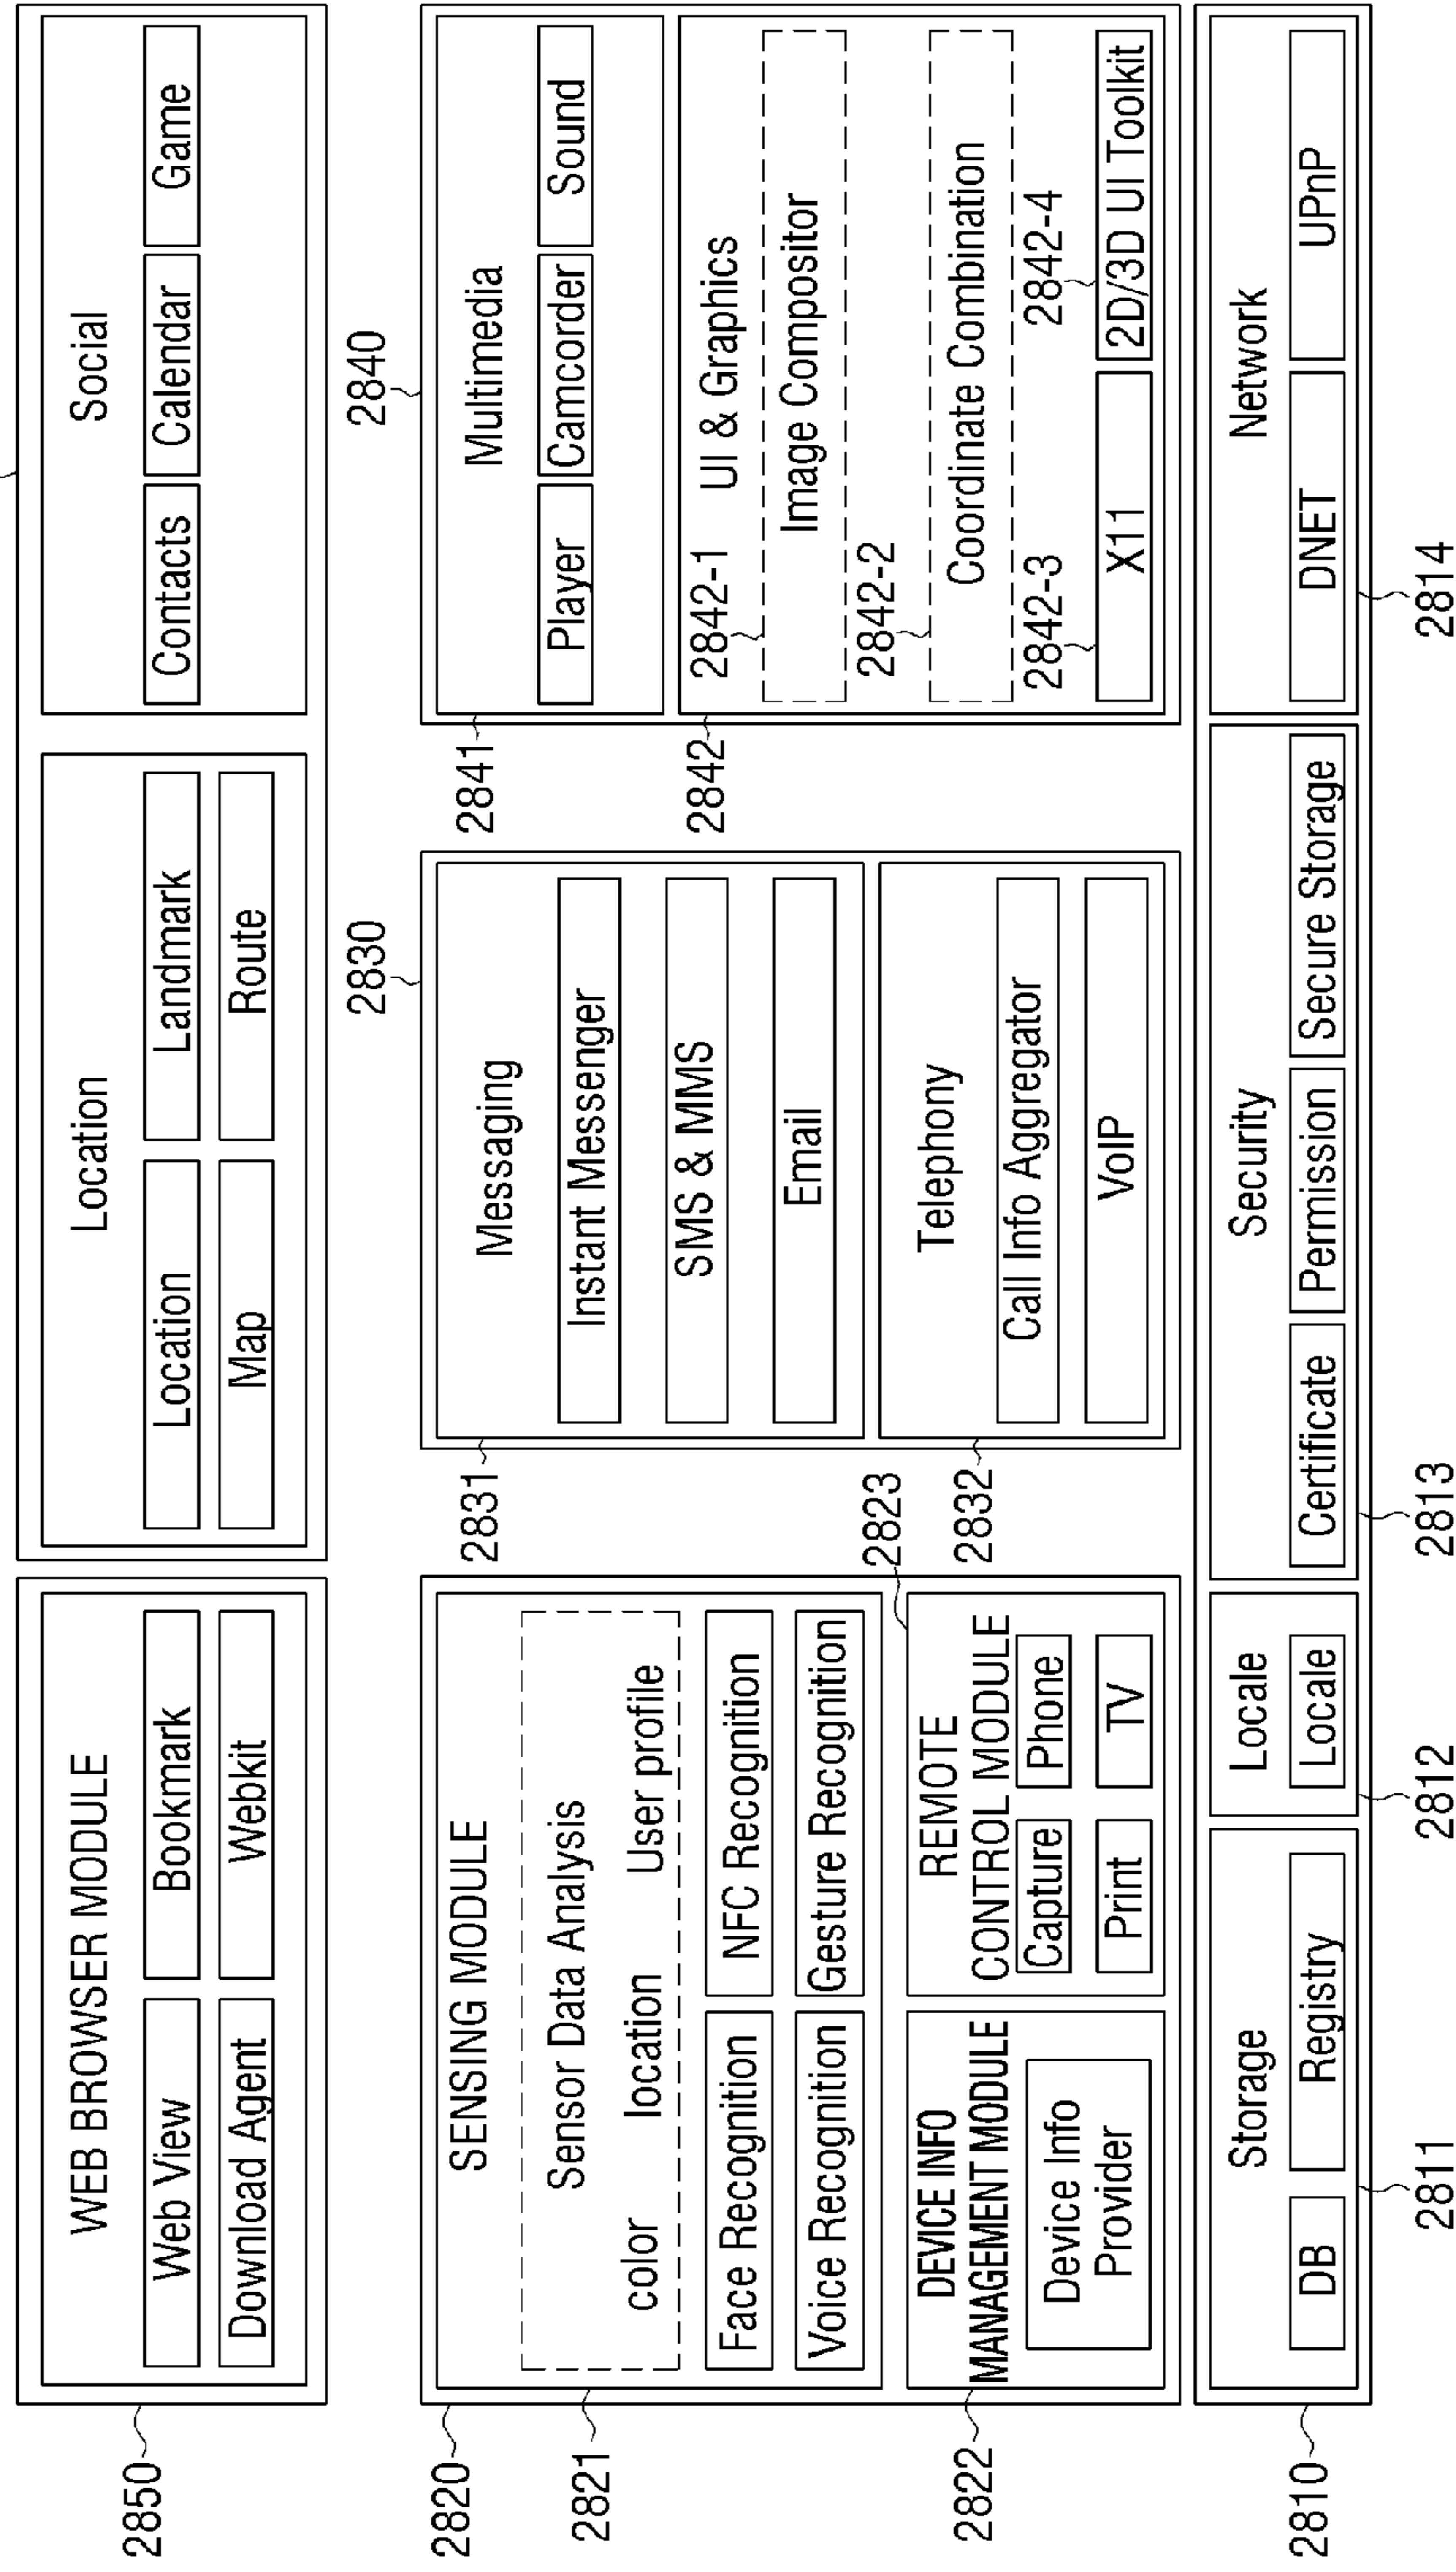 WEB BROWSER MODULE
Web View
Bookmark
Download Agent
Webkit
2850
Location
Location
Landmark
Map
Route
Social
Contacts
Calendar
Game
2820
SENSING MODULE
2821
Sensor Data Analysis
color
location
User profile
Face Recognition
NFC Recognition
Voice Recognition
Gesture Recognition
2822
DEVICE INFO
MANAGEMENT MODULE
Device Info
Provider
2823
REMOTE
CONTROL MODULE
Capture
Phone
Print
TV
2830
2831
Messaging
Instant Messenger
SMS & MMS
Email
2832
Telephony
Call Info Aggregator
VoIP
2840
2841
Multimedia
Player
Camcorder
Sound
2842
UI & Graphics
2842-1
Image Compositor
2842-2
Coordinate Combination
2842-3
2842-4
X11
2D/3D UI Toolkit
2810
Storage
DB
Registry
2811
Locale
Locale
2812
Security
Certificate
Permission
Secure Storage
2813
Network
DNET
UPnP
2814